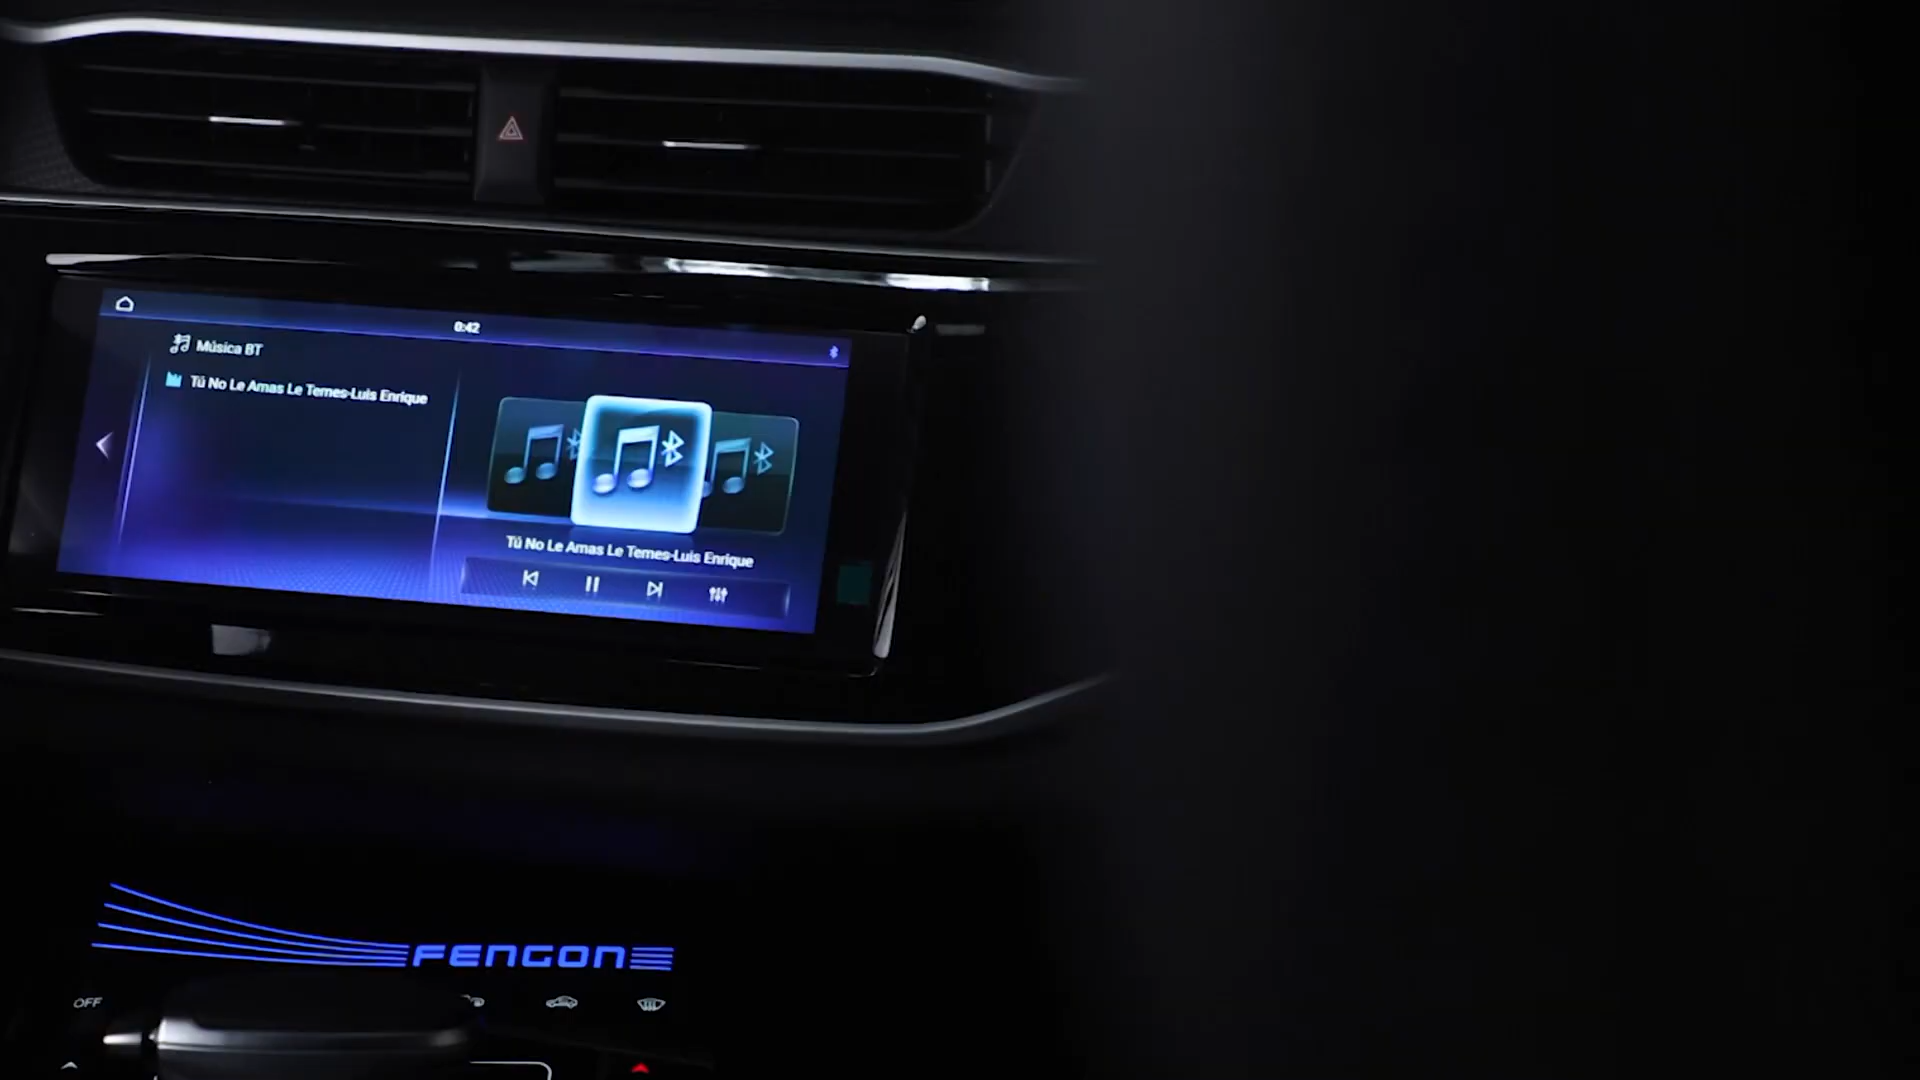 0:42
Música BT
Tú No Le Amas Le Temes-Luis Enrique
Tú No Le Amas Le Temes-Luis Enrique
FENGON
OFF